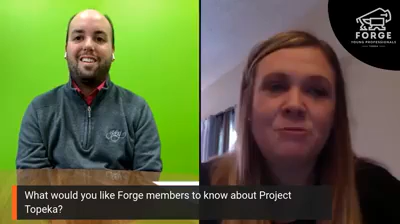 FORGE
YOUNG PROFESSIONALS
What would you like Forge members to know about Project
Topeka?